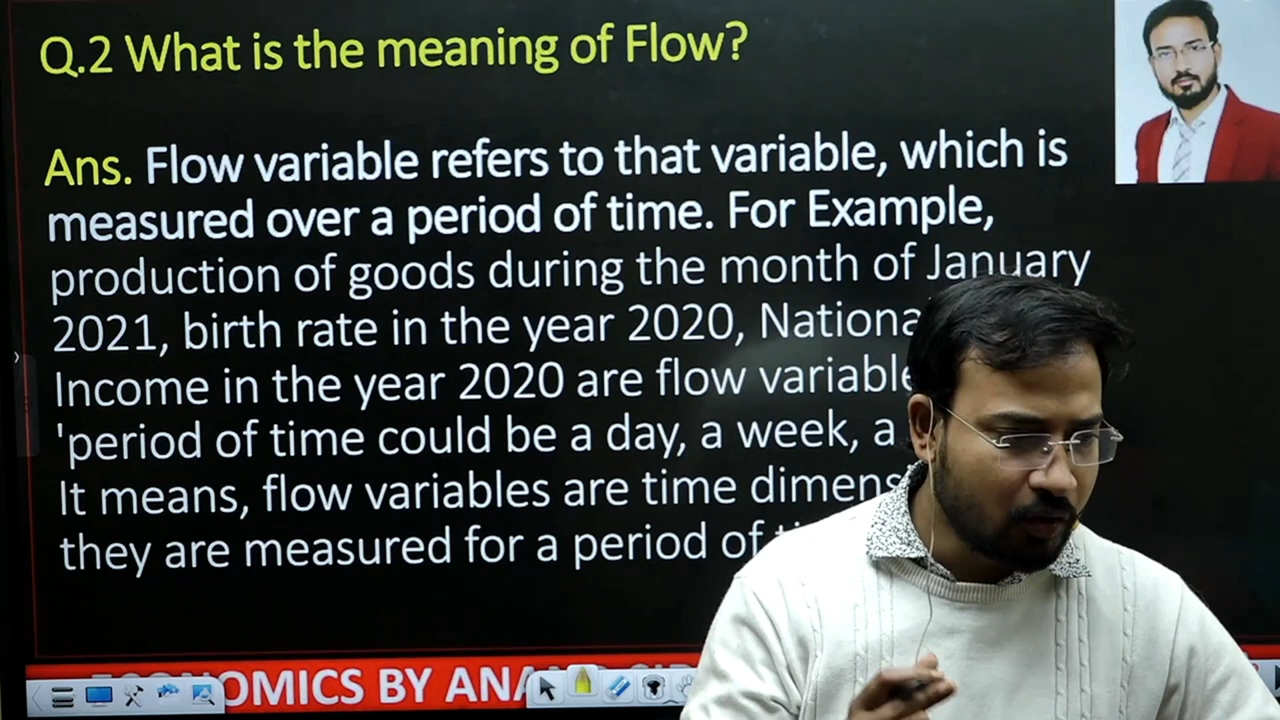 Q.2 What is the meaning of Flow?
Ans. Flow variable refers to that variable, which is
measured over a period of time. For Example,
production of goods during the month of January
2021, birth rate in the year 2020, Nationa
Income in the year 2020 are flow variable
'period of time could be a day, a week, a
It means, flow variables are time dimens
they are measured for a period of
ECONOMICS BY ANA